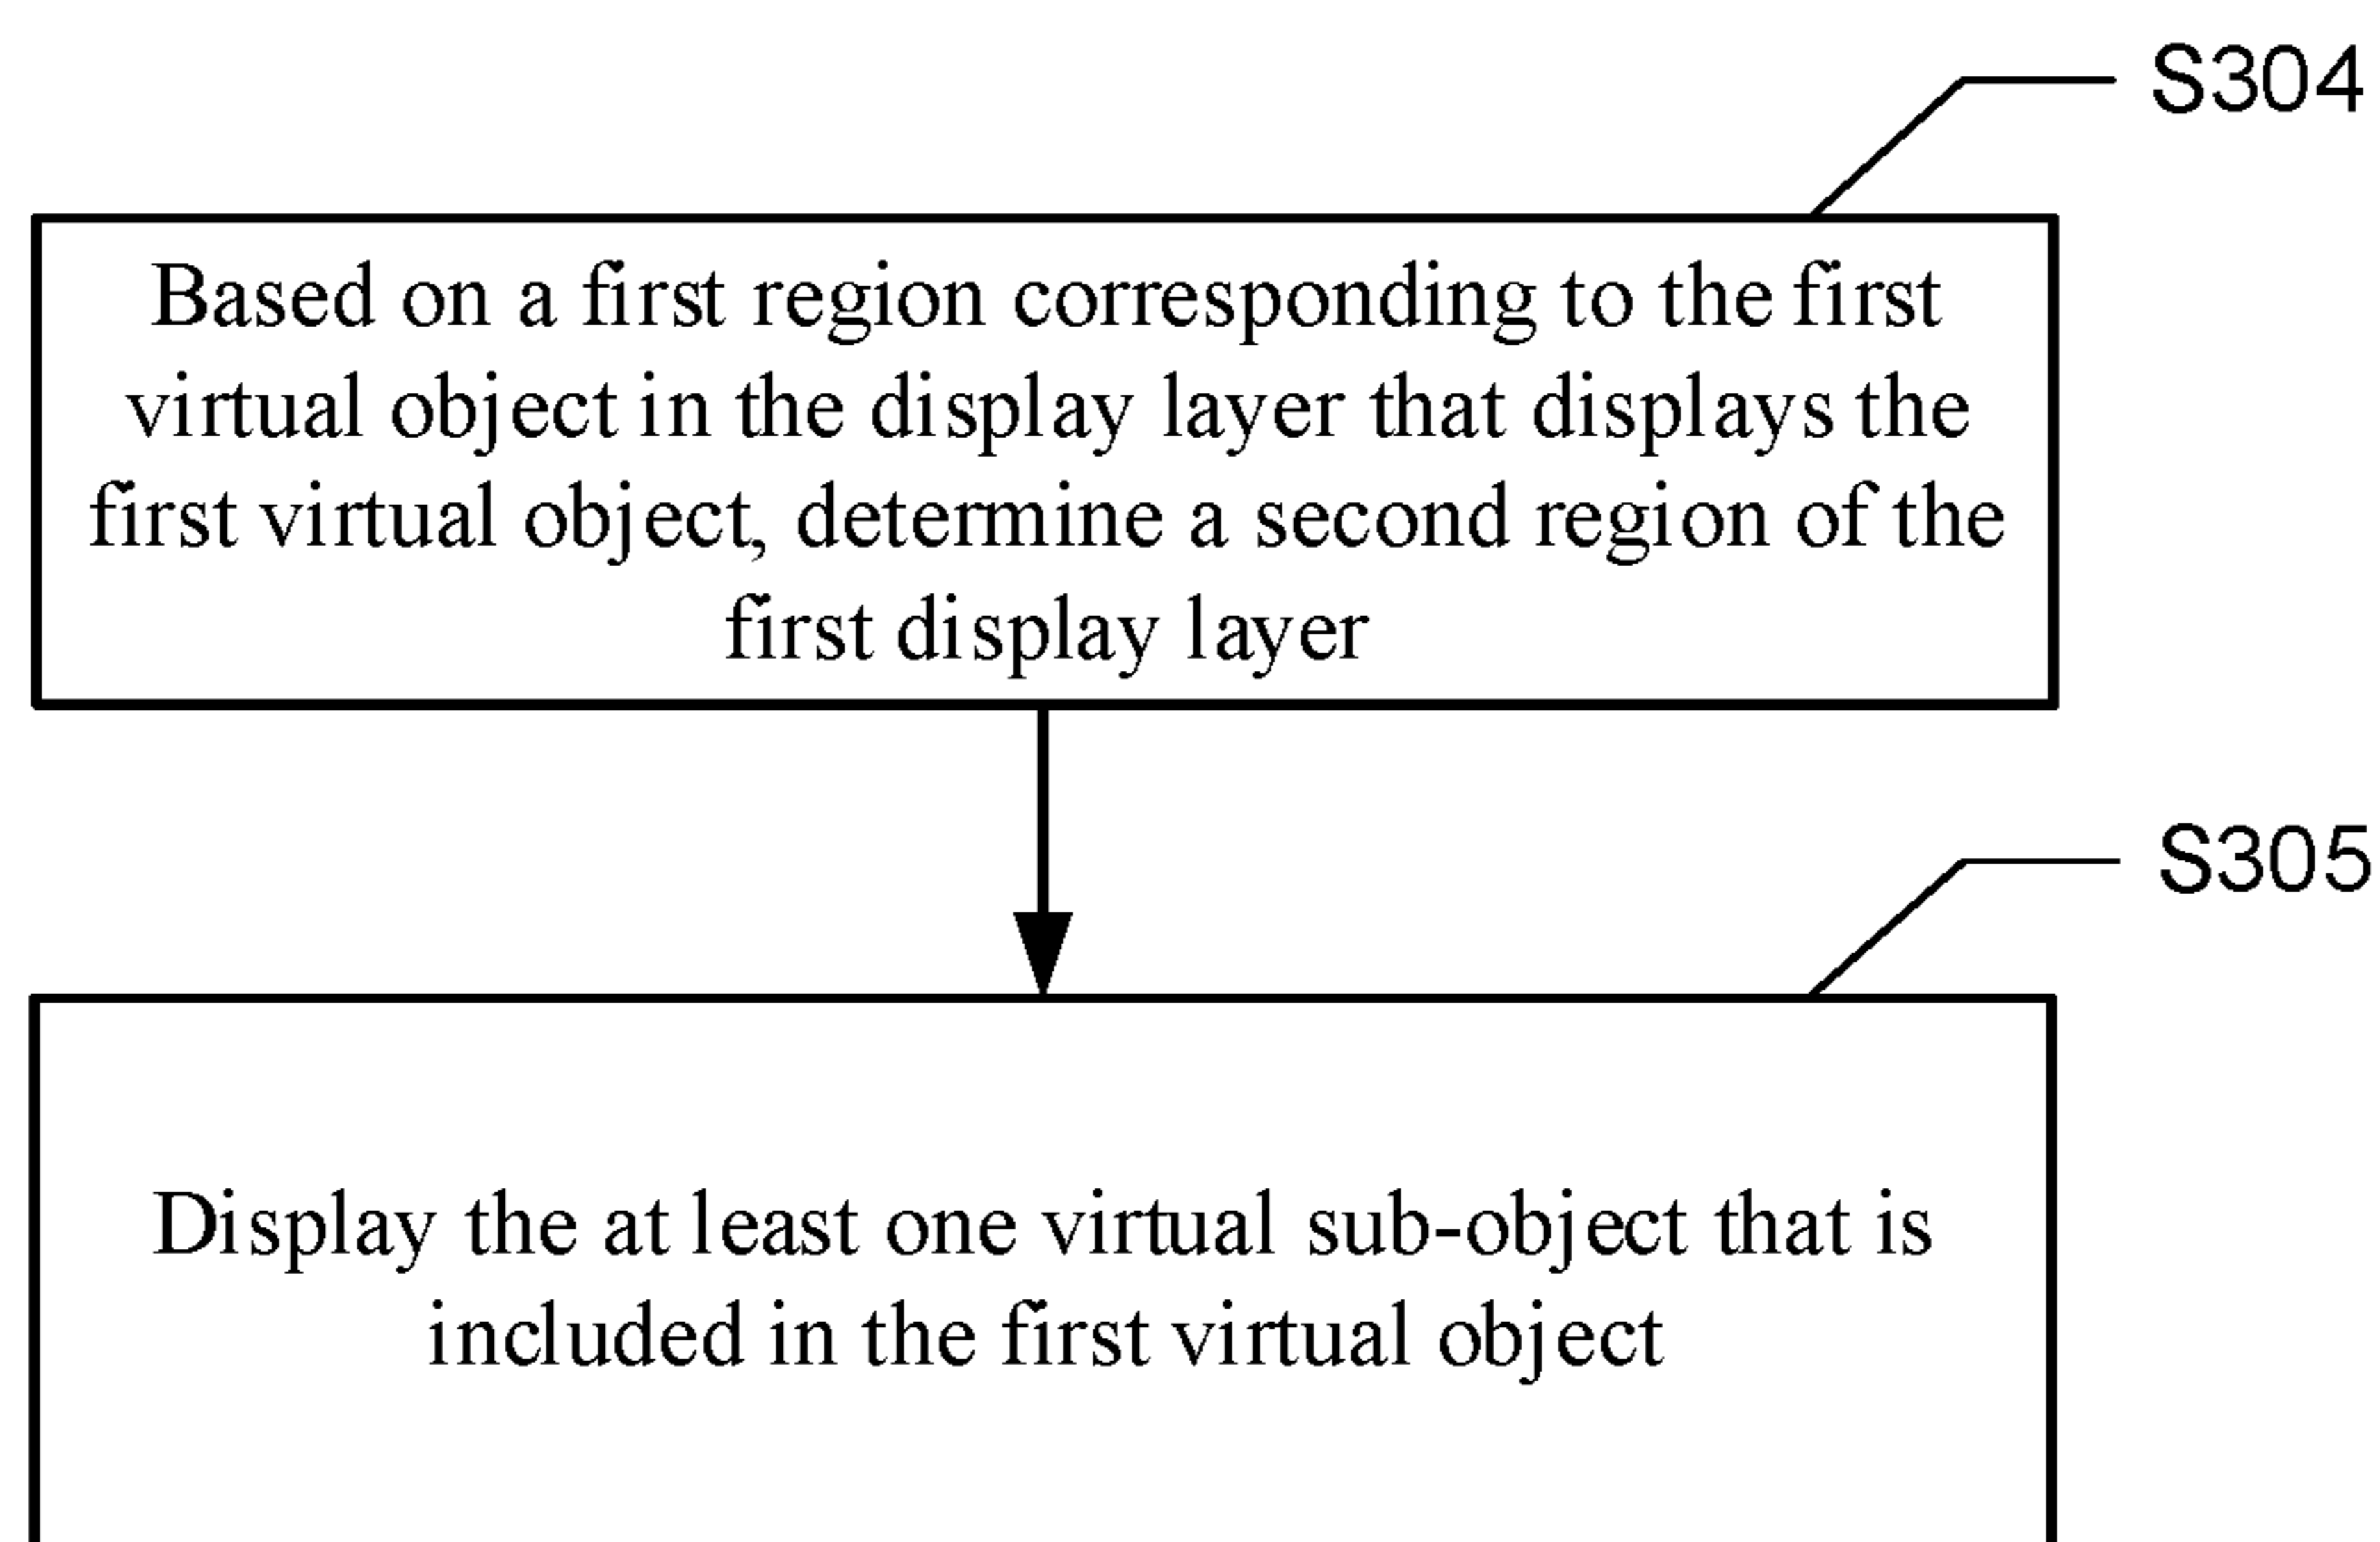 S304
Based on a first region corresponding to the first
virtual object in the display layer that displays the
first virtual object, determine a second region of the
first display layer
S305
Display the at least one virtual sub-object that is
included in the first virtual object